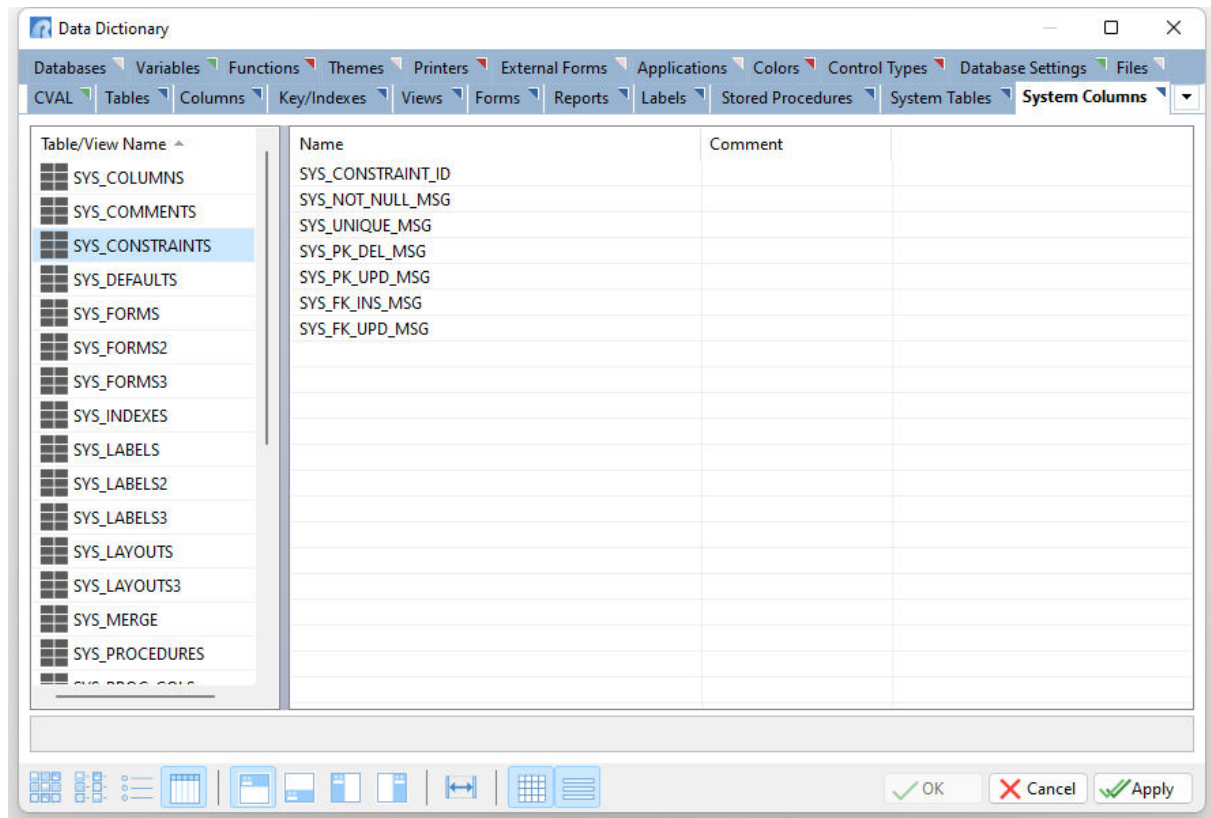 Data Dictionary
Databases Variables Functions Themes Printers External Forms Applications Colors Control Types Database Settings Files
CVAL Tables Columns Key/Indexes Views Forms Reports Labels Stored Procedures System Tables System Columns
Table/View Name
SYS_COLUMNS
SYS_COMMENTS
SYS_CONSTRAINTS
SYS_DEFAULTS
SYS_FORMS
SYS_FORMS2
SYS_FORMS3
SYS_INDEXES
SYS_LABELS
SYS_LABELS2
SYS_LABELS3
SYS_LAYOUTS
SYS_LAYOUTS3
SYS_MERGE
SYS_PROCEDURES
Name Comment
SYS_CONSTRAINT_ID
SYS_NOT_NULL_MSG
SYS_UNIQUE_MSG
SYS_PK_DEL_MSG
SYS_PK_UPD_MSG
SYS_FK_INS_MSG
SYS_FK_UPD_MSG
OK Cancel Apply